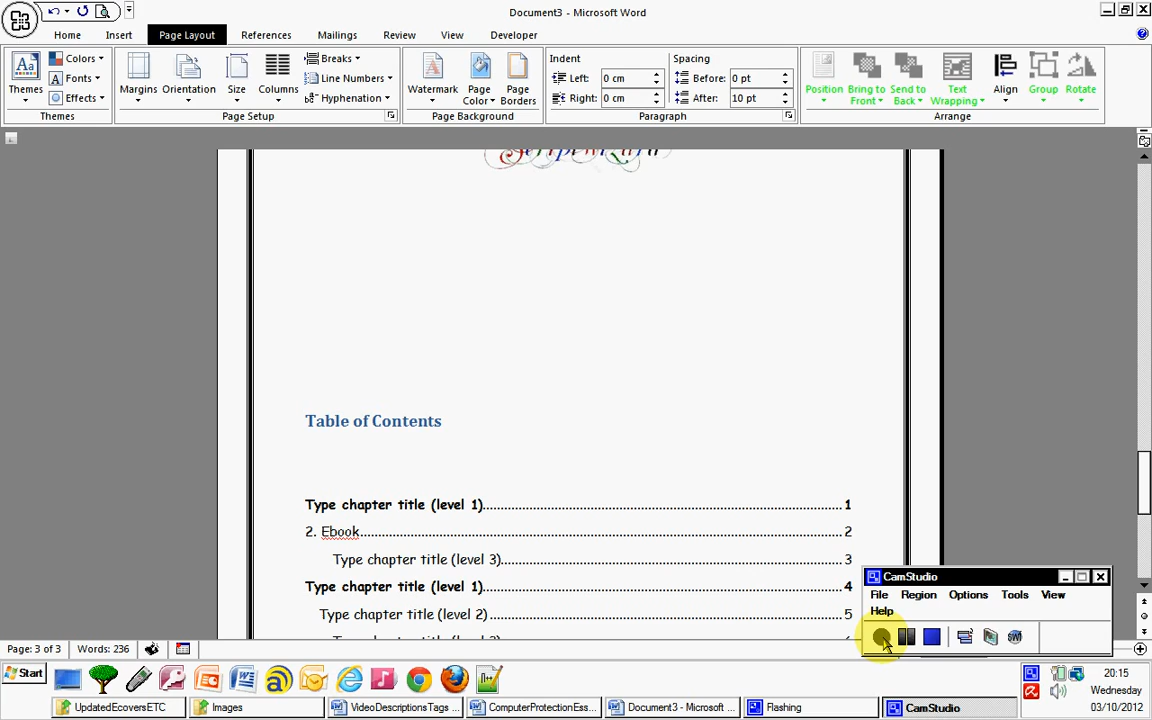 Document3 - Microsoft Word
Home Insert Page Layout References Mailings Review View Developer
Themes
Colors
Fonts
Effects
Themes
Margins Orientation Size Columns
Breaks
Line Numbers
Hyphenation
Page Setup
Watermark Page Color Page Borders
Page Background
Indent
Left: 0 cm
Right: 0 cm
Spacing
Before: 0 pt
After: 10 pt
Paragraph
Position Bring to Front Send to Back Text Wrapping Align Group Rotate
Arrange
Table of Contents
Type chapter title (level 1)........1
2. Ebook........2
Type chapter title (level 3)........3
Type chapter title (level 1)........4
Type chapter title (level 2)........5
CamStudio
File Region Options Tools View
Help
Page: 3 of 3 Words: 236
Start
20:15
Wednesday
03/10/2012
UpdatedEcoversETC Images VideoDescriptionsTags ... ComputerProtectionEss... Document3 - Microsoft ... Flashing CamStudio